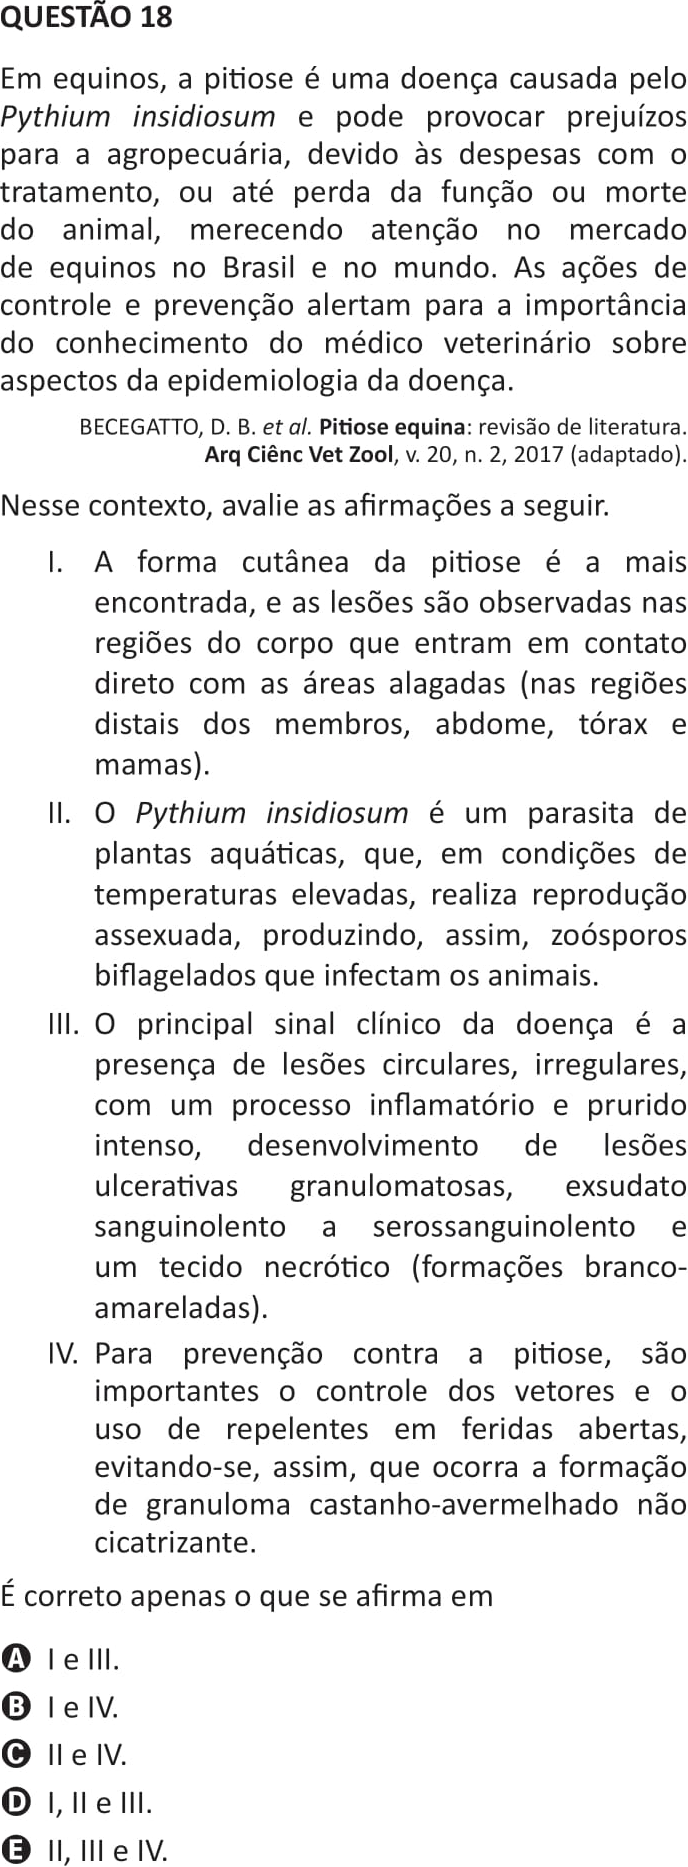 QUESTÃO 18
Em equinos, a pitiose é uma doença causada pelo
Pythium insidiosum e pode provocar prejuízos
para a agropecuária, devido às despesas com o
tratamento, ou até perda da função ou morte
do animal, merecendo atenção no mercado
de equinos no Brasil e no mundo. As ações de
controle e prevenção alertam para a importância
do conhecimento do médico veterinário sobre
aspectos da epidemiologia da doença.
BECEGATTO, D. B. et al. Pitiose equina: revisão de literatura.
Arq Ciênc Vet Zool, v. 20, n. 2, 2017 (adaptado).
Nesse contexto, avalie as afirmações a seguir.
I. A forma cutânea da pitiose é a mais
encontrada, e as lesões são observadas nas
regiões do corpo que entram em contato
direto com as áreas alagadas (nas regiões
distais dos membros, abdome, tórax e
mamas).
II. O Pythium insidiosum é um parasita de
plantas aquáticas, que, em condições de
temperaturas elevadas, realiza reprodução
assexuada, produzindo, assim, zoósporos
biflagelados que infectam os animais.
III. O principal sinal clínico da doença é a
presença de lesões circulares, irregulares,
com um processo inflamatório e prurido
intenso, desenvolvimento de lesões
ulcerativas granulomatosas, exsudato
sanguinolento a serossanguinolento e
um tecido necrótico (formações branco-
amareladas).
IV. Para prevenção contra a pitiose, são
importantes o controle dos vetores e o
uso de repelentes em feridas abertas,
evitando-se, assim, que ocorra a formação
de granuloma castanho-avermelhado não
cicatrizante.
É correto apenas o que se afirma em
A I e III.
B I e IV.
C II e IV.
D I, II e III.
E II, III e IV.